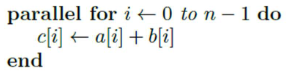 parallel for i ← 0 to n − 1 do
c[i] ← a[i] + b[i]
end